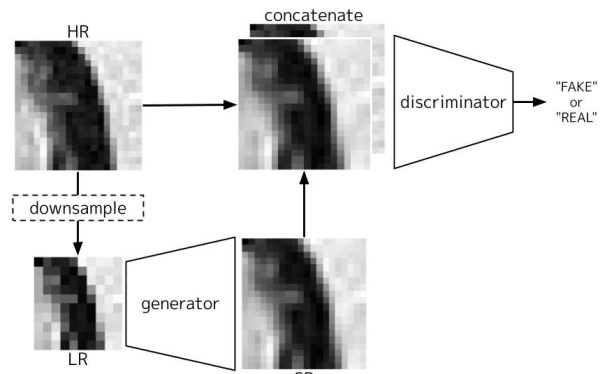 HR
concatenate
discriminator
"FAKE"
or
"REAL"
downsample
generator
LR